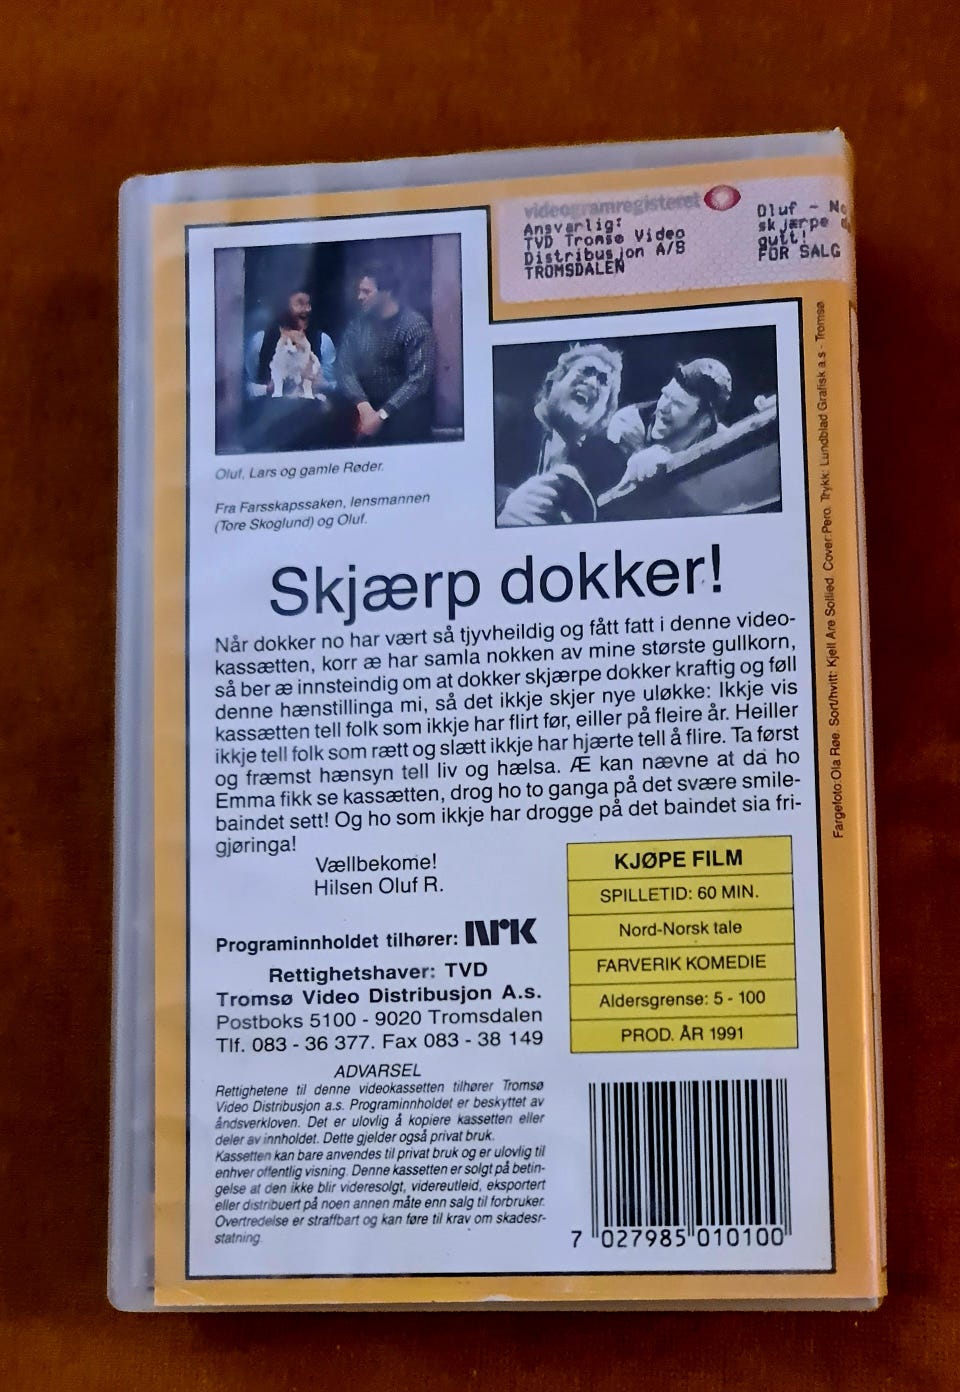 videogramregisteret
Ansvarlig:
TVD Tromsø Video
Distribusjon A/S
TROMSDALEN
Oluf - No
skjærpe d
gutt!
FOR SALG
Oluf, Lars og gamle Røder.
Fra Farsskapssaken, lensmannen
(Tore Skoglund) og Oluf.
Skjærp dokker!
Når dokker no har vært så tjyvheildig og fått fatt i denne video-
kassætten, korr æ har samla nokken av mine største gullkorn,
så ber æ innsteindig om at dokker skjærpe dokker kraftig og føll
denne hænstillinga mi, så det ikkje skjer nye uløkke: Ikkje vis
kassætten tell folk som ikkje har flirt før, eiller på fleire år. Heiller
ikkje tell folk som rætt og slætt ikkje har hjærte tell å flire. Ta først
og fræmst hænsyn tell liv og hælsa. Æ kan nævne at da ho
Emma fikk se kassætten, drog ho to ganga på det svære smile-
baindet sett! Og ho som ikkje har drogge på det baindet sia fri-
gjøringa!
Vællbekome!
Hilsen Oluf R.
Programinnholdet tilhører: NRK
Rettighetshaver: TVD
Tromsø Video Distribusjon A.s.
Postboks 5100 - 9020 Tromsdalen
Tlf. 083 - 36 377. Fax 083 - 38 149
KJØPE FILM
SPILLETID: 60 MIN.
Nord-Norsk tale
FARVERIK KOMEDIE
Aldersgrense: 5 - 100
PROD. ÅR 1991
ADVARSEL
Rettighetene til denne videokassetten tilhører Tromsø
Video Distribusjon a.s. Programinnholdet er beskyttet av
åndsverkloven. Det er ulovlig å kopiere kassetten eller
deler av innholdet. Dette gjelder også privat bruk.
Kassetten kan bare anvendes til privat bruk og er ulovlig til
enhver offentlig visning. Denne kassetten er solgt på betin-
gelse at den ikke blir videresolgt, videreutleid, eksportert
eller distribuert på noen annen måte enn salg til forbruker.
Overtredelse er straffbart og kan føre til krav om skadesr-
statning.
7 027985 010100
Fargefoto: Ola Røe. Sort/hvitt: Kjell Are Sollied. Cover: Pero. Trykk: Lundblad Grafisk a.s - Tromsø